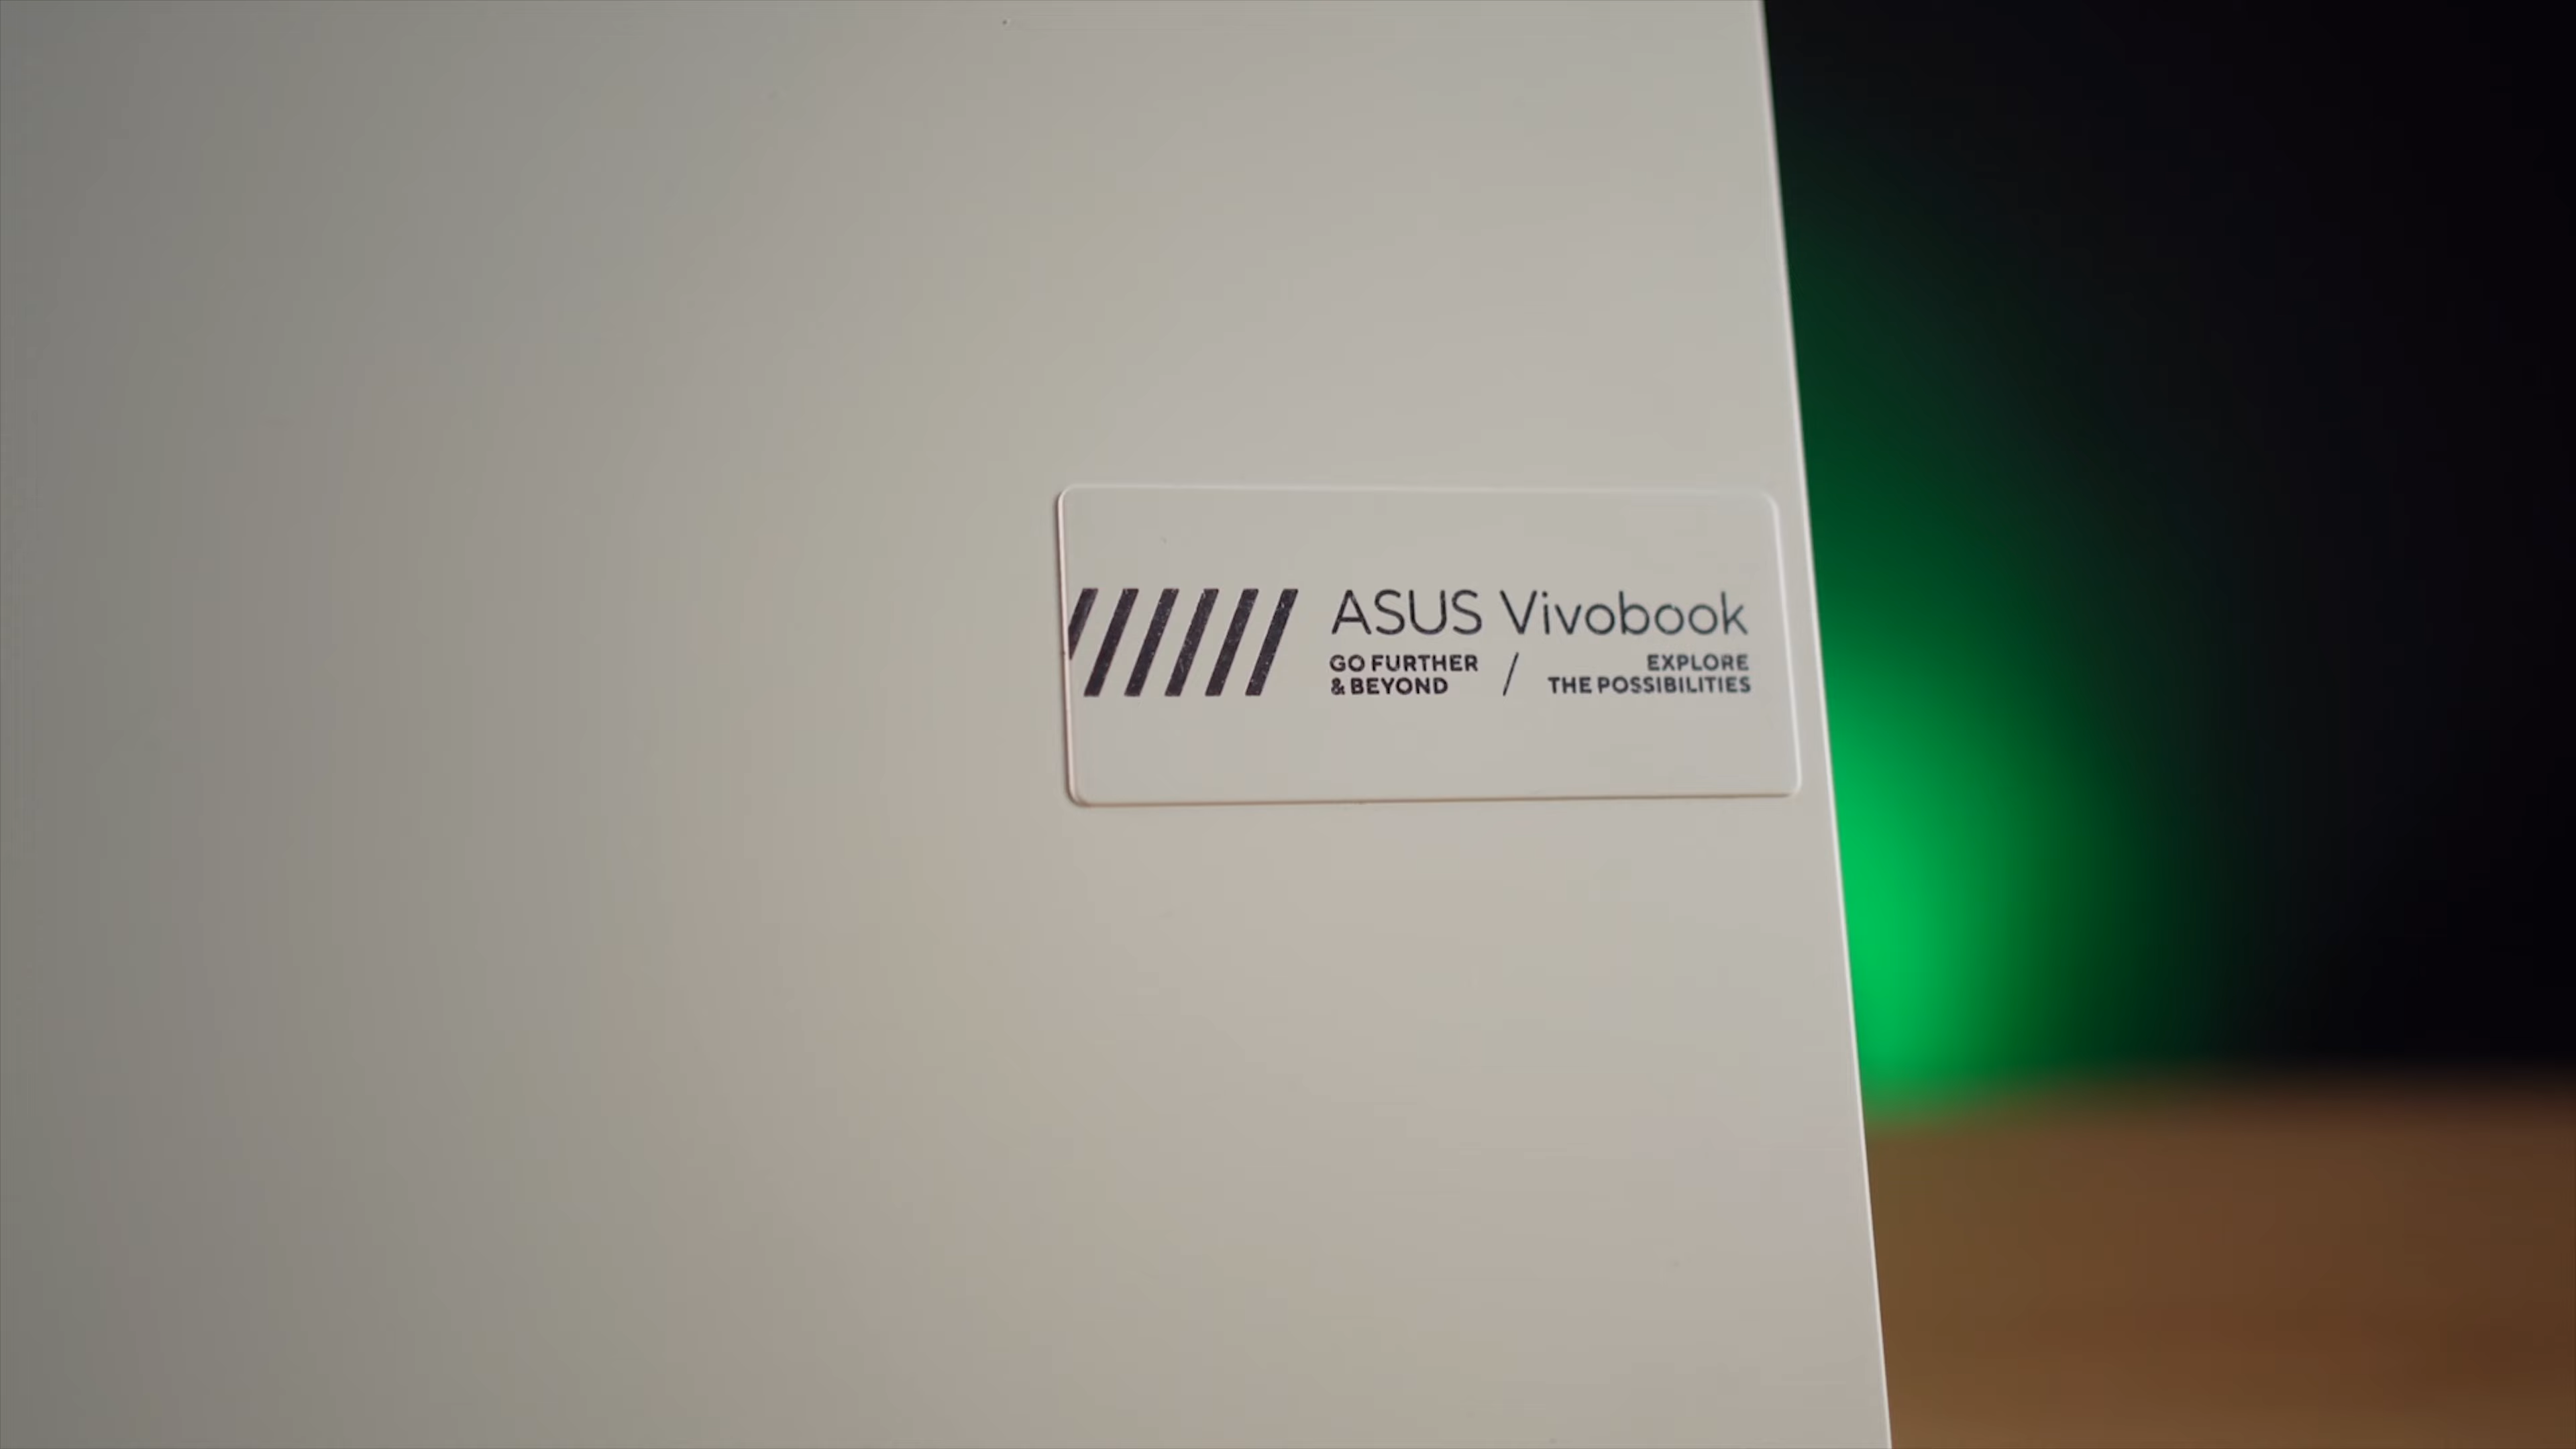 ASUS Vivobook
GO FURTHER
& BEYOND
/
EXPLORE
THE POSSIBILITIES